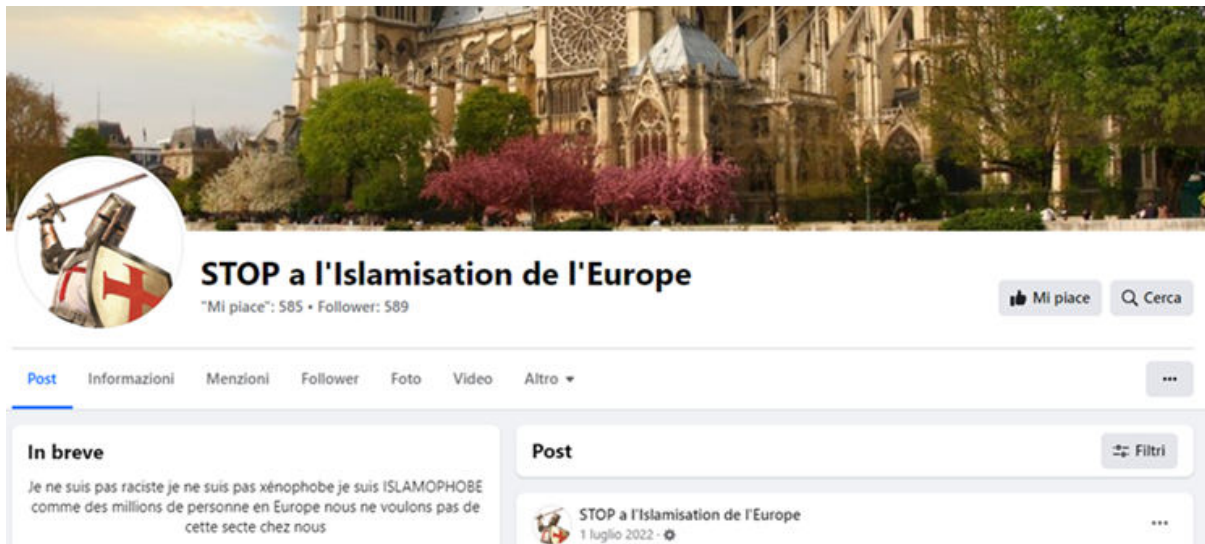 STOP a l'Islamisation de l'Europe
"Mi piace": 585 • Follower: 589
Mi piace
Cerca
Post
Informazioni
Menzioni
Follower
Foto
Video
Altro
In breve
Je ne suis pas raciste je ne suis pas xénophobe je suis ISLAMOPHOBE
comme des millions de personne en Europe nous ne voulons pas de
cette secte chez nous
Post
Filtri
STOP a l'Islamisation de l'Europe
1 luglio 2022 ·